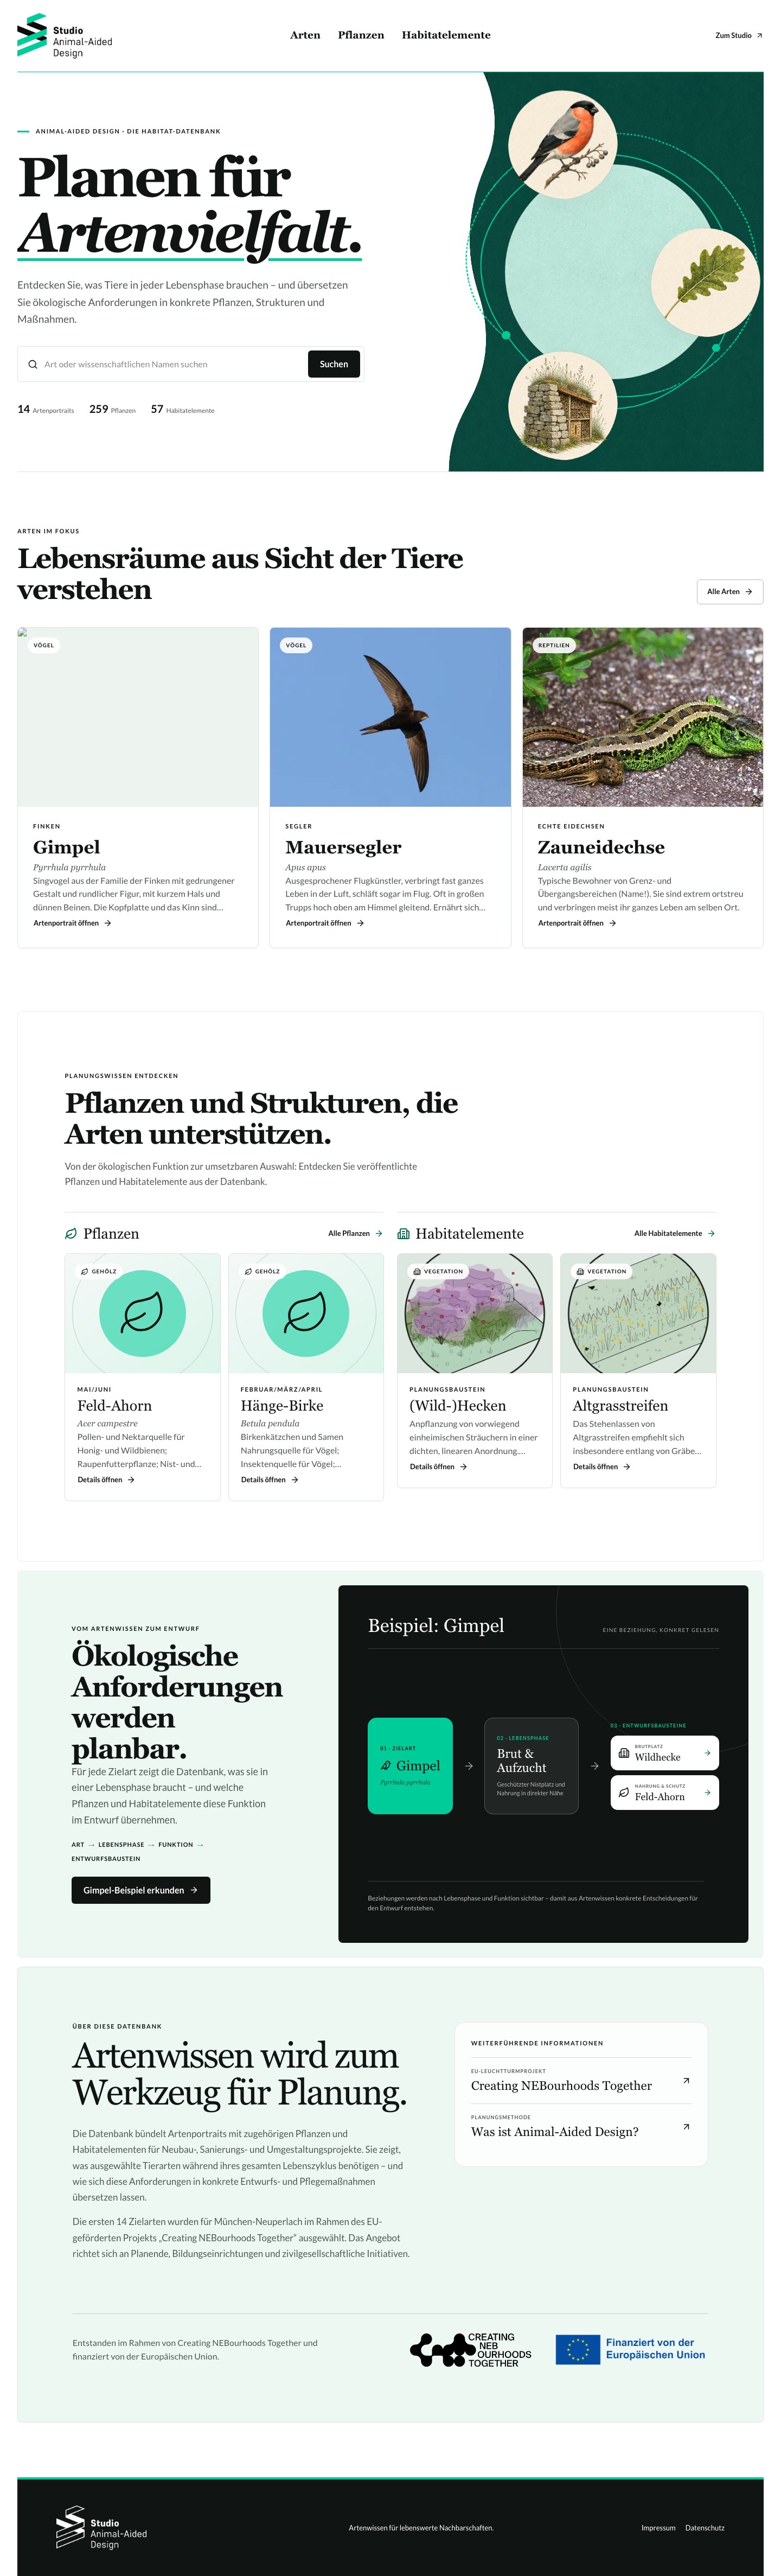 Studio
Animal-Aided
Design
Arten
Pflanzen
Habitatelemente
Zum Studio
ANIMAL-AIDED DESIGN · DIE HABITAT-DATENBANK
Planen für
Artenvielfalt.
Entdecken Sie, was Tiere in jeder Lebensphase brauchen – und übersetzen
Sie ökologische Anforderungen in konkrete Pflanzen, Strukturen und
Maßnahmen.
Art oder wissenschaftlichen Namen suchen
Suchen
14 Artenportraits 259 Pflanzen 57 Habitatelemente
ARTEN IM FOKUS
Lebensräume aus Sicht der Tiere
verstehen
Alle Arten
VÖGEL
FINKEN
Gimpel
Pyrrhula pyrrhula
Singvogel aus der Familie der Finken mit gedrungener
Gestalt und rundlicher Figur, mit kurzem Hals und
dünnen Beinen. Die Kopfplatte und das Kinn sind...
Artenportrait öffnen
VÖGEL
SEGLER
Mauersegler
Apus apus
Ausgesprochener Flugkünstler, verbringt fast ganzes
Leben in der Luft, schläft sogar im Flug. Oft in großen
Trupps hoch oben am Himmel gleitend. Ernährt sich...
Artenportrait öffnen
REPTILIEN
ECHTE EIDECHSEN
Zauneidechse
Lacerta agilis
Typische Bewohner von Grenz- und
Übergangsbereichen (Name!). Sie sind extrem ortstreu
und verbringen meist ihr ganzes Leben am selben Ort.
Artenportrait öffnen
PLANUNGSWISSEN ENTDECKEN
Pflanzen und Strukturen, die
Arten unterstützen.
Von der ökologischen Funktion zur umsetzbaren Auswahl: Entdecken Sie veröffentlichte
Pflanzen und Habitatelemente aus der Datenbank.
Pflanzen
Alle Pflanzen
GEHÖLZ
MAI/JUNI
Feld-Ahorn
Acer campestre
Pollen- und Nektarquelle für
Honig- und Wildbienen;
Raupenfutterpflanze; Nist- und...
Details öffnen
GEHÖLZ
FEBRUAR/MÄRZ/APRIL
Hänge-Birke
Betula pendula
Birkenkätzchen und Samen
Nahrungsquelle für Vögel;
Insektenquelle für Vögel;...
Details öffnen
Habitatelemente
Alle Habitatelemente
VEGETATION
PLANUNGSBAUSTEIN
(Wild-)Hecken
Anpflanzung von vorwiegend
einheimischen Sträuchern in einer
dichten, linearen Anordnung....
Details öffnen
VEGETATION
PLANUNGSBAUSTEIN
Altgrasstreifen
Das Stehenlassen von
Altgrasstreifen empfiehlt sich
insbesondere entlang von Gräbe...
Details öffnen
VOM ARTENWISSEN ZUM ENTWURF
Ökologische
Anforderungen
werden
planbar.
Für jede Zielart zeigt die Datenbank, was sie in
einer Lebensphase braucht – und welche
Pflanzen und Habitatelemente diese Funktion
im Entwurf übernehmen.
ART → LEBENSPHASE → FUNKTION →
ENTWURFSBAUSTEIN
Gimpel-Beispiel erkunden
Beispiel: Gimpel
EINE BEZIEHUNG, KONKRET GELESEN
01 · ZIELART
Gimpel
Pyrrhula pyrrhula
02 · LEBENSPHASE
Brut &
Aufzucht
Geschützter Nistplatz und
Nahrung in direkter Nähe
03 · ENTWURFSBAUSTEINE
BRUTPLATZ
Wildhecke
NAHRUNG & SCHUTZ
Feld-Ahorn
Beziehungen werden nach Lebensphase und Funktion sichtbar – damit aus Artenwissen konkrete Entscheidungen für
den Entwurf entstehen.
ÜBER DIESE DATENBANK
Artenwissen wird zum
Werkzeug für Planung.
Die Datenbank bündelt Artenportraits mit zugehörigen Pflanzen und
Habitatelementen für Neubau-, Sanierungs- und Umgestaltungsprojekte. Sie zeigt,
was ausgewählte Tierarten während ihres gesamten Lebenszyklus benötigen – und
wie sich diese Anforderungen in konkrete Entwurfs- und Pflegemaßnahmen
übersetzen lassen.
Die ersten 14 Zielarten wurden für München-Neuperlach im Rahmen des EU-
geförderten Projekts „Creating NEBourhoods Together“ ausgewählt. Das Angebot
richtet sich an Planende, Bildungseinrichtungen und zivilgesellschaftliche Initiativen.
WEITERFÜHRENDE INFORMATIONEN
EU-LEUCHTTURMPROJEKT
Creating NEBourhoods Together
PLANUNGSMETHODE
Was ist Animal-Aided Design?
Entstanden im Rahmen von Creating NEBourhoods Together und
finanziert von der Europäischen Union.
CREATING
NEB
OURHOODS
TOGETHER
Finanziert von der
Europäischen Union
Studio
Animal-Aided
Design
Artenwissen für lebenswerte Nachbarschaften.
Impressum
Datenschutz